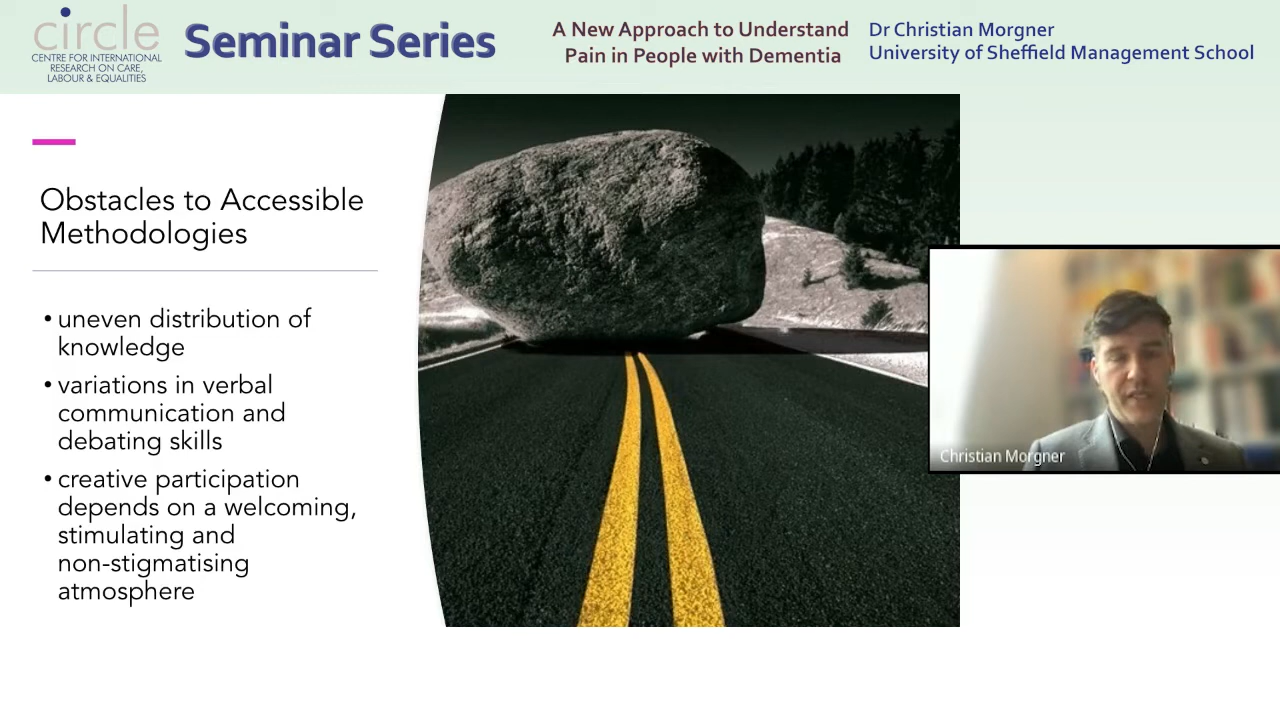 circle
CENTRE FOR INTERNATIONAL
RESEARCH ON CARE,
LABOUR & EQUALITIES
Seminar Series
A New Approach to Understand
Pain in People with Dementia
Dr Christian Morgner
University of Sheffield Management School
Obstacles to Accessible
Methodologies
• uneven distribution of
knowledge
• variations in verbal
communication and
debating skills
• creative participation
depends on a welcoming,
stimulating and
non-stigmatising
atmosphere
Christian Morgner